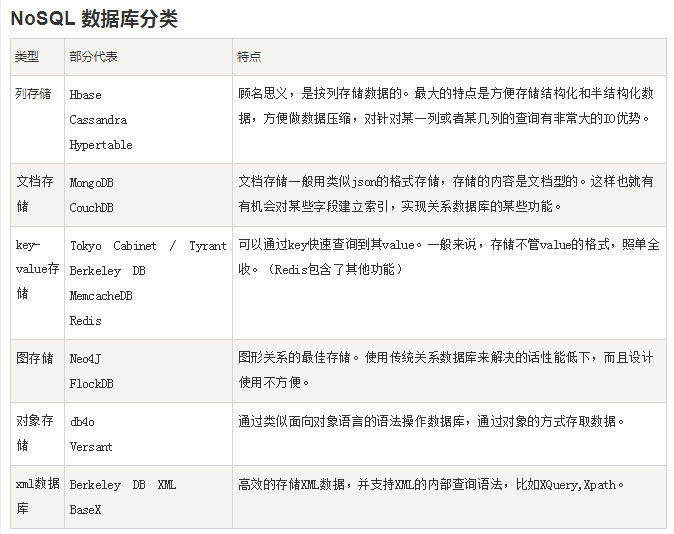 NoSQL 数据库分类
类型 部分代表 特点
列存储
Hbase
Cassandra
Hypertable
顾名思义，是按列存储数据的。最大的特点是方便存储结构化和半结构化数
据，方便做数据压缩，对针对某一列或者某几列的查询有非常大的IO优势。
文档存
储
MongoDB
CouchDB
文档存储一般用类似json的格式存储，存储的内容是文档型的。这样也就有
有机会对某些字段建立索引，实现关系数据库的某些功能。
key-
value存
储
Tokyo Cabinet / Tyrant
Berkeley DB
MemcacheDB
Redis
可以通过key快速查询到其value。一般来说，存储不管value的格式，照单全
收。（Redis包含了其他功能）
图存储
Neo4J
FlockDB
图形关系的最佳存储。使用传统关系数据库来解决的话性能低下，而且设计
使用不方便。
对象存
储
db4o
Versant
通过类似面向对象语言的语法操作数据库，通过对象的方式存取数据。
xml数据
库
Berkeley DB XML
BaseX
高效的存储XML数据，并支持XML的内部查询语法，比如XQuery,Xpath。